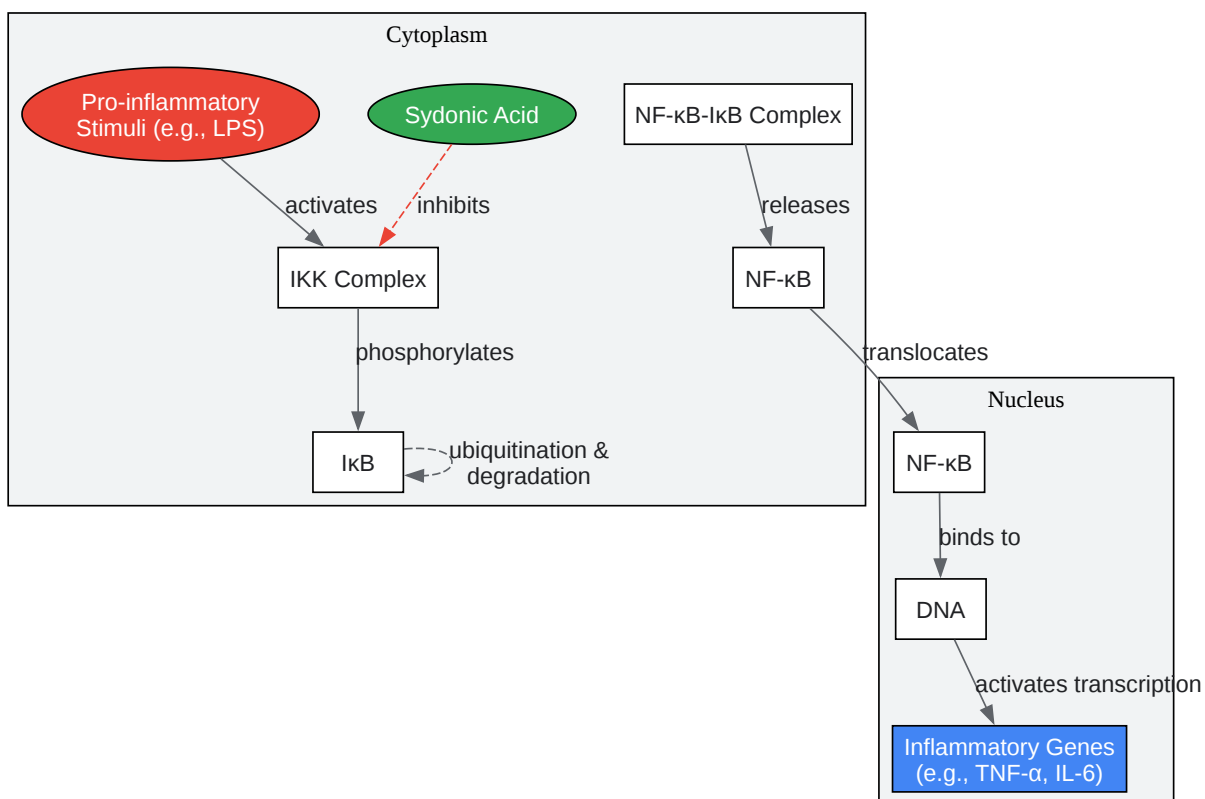 Cytoplasm
Pro-inflammatory
Stimuli (e.g., LPS)
Sydonic Acid
NF-κB-IκB Complex
activates
inhibits
releases
IKK Complex
NF-κB
phosphorylates
translocates
Nucleus
IκB
ubiquitination &
degradation
NF-κB
binds to
DNA
activates transcription
Inflammatory Genes
(e.g., TNF-α, IL-6)